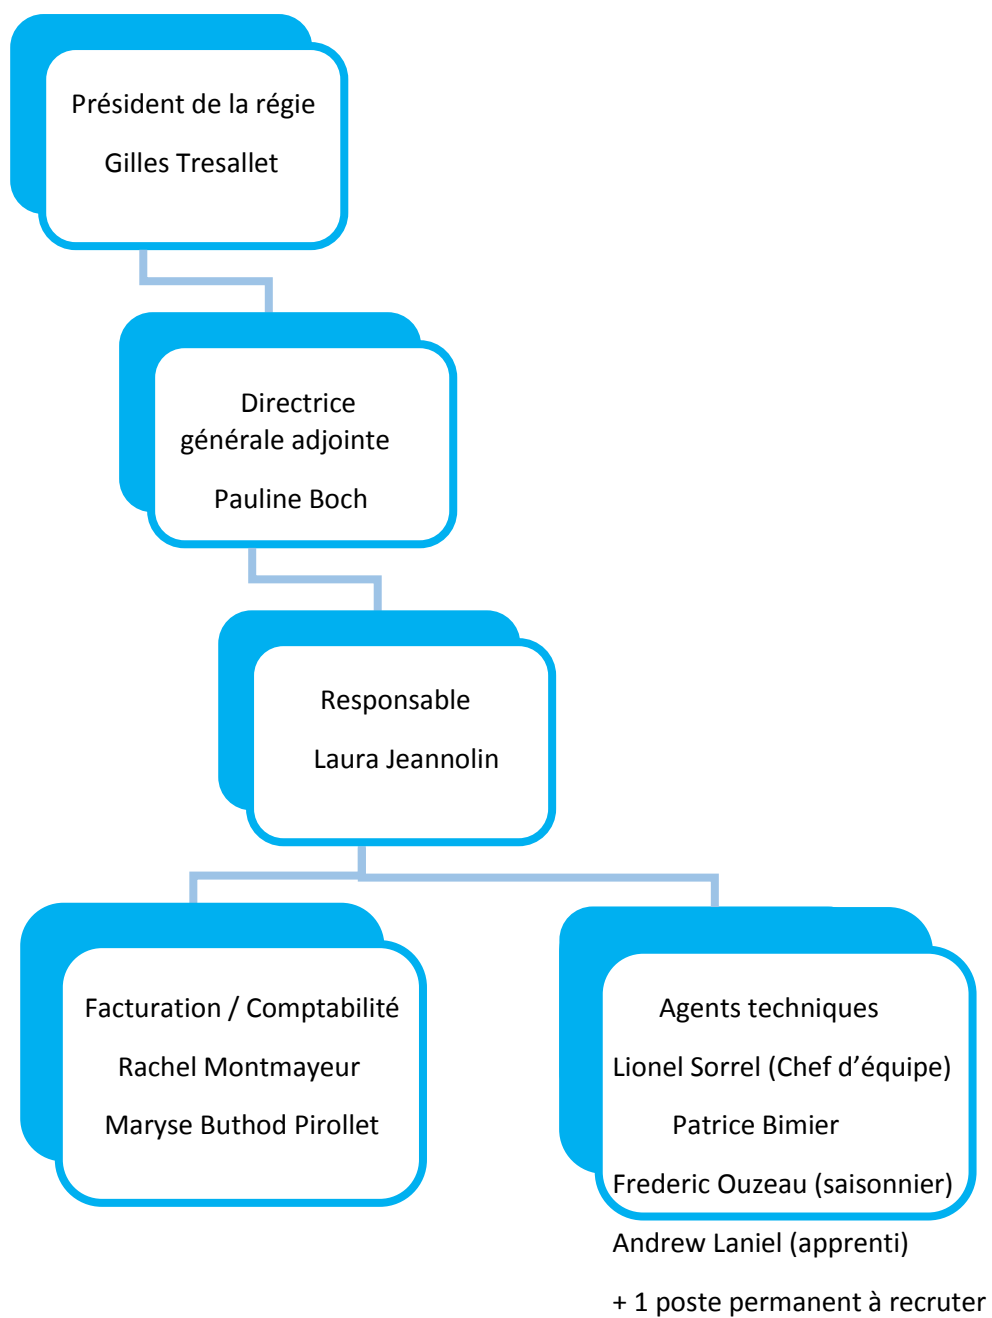 Président de la régie
Gilles Tresallet
Directrice
générale adjointe
Pauline Boch
Responsable
Laura Jeannolin
Facturation / Comptabilité
Rachel Montmayeur
Maryse Buthod Pirollet
Agents techniques
Lionel Sorrel (Chef d’équipe)
Patrice Bimier
Frederic Ouzeau (saisonnier)
Andrew Laniel (apprenti)
+ 1 poste permanent à recruter